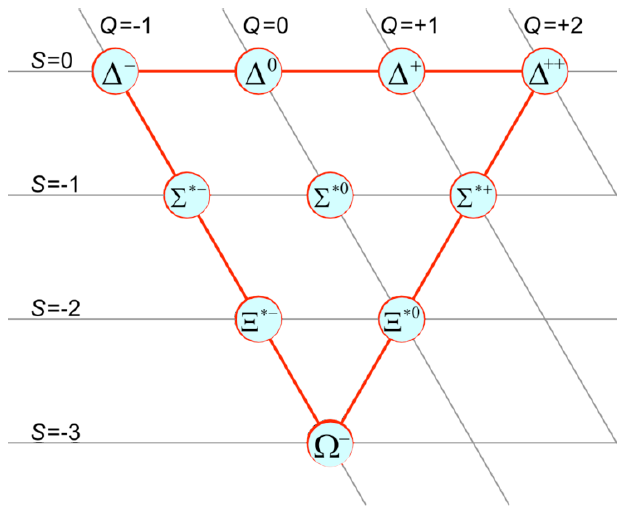 Q=-1 Q=0 Q=+1 Q=+2
S=0 Δ⁻ Δ⁰ Δ⁺ Δ⁺⁺
S=-1 Σ*⁻ Σ*⁰ Σ*⁺
S=-2 Ξ*⁻ Ξ*⁰
S=-3 Ω⁻